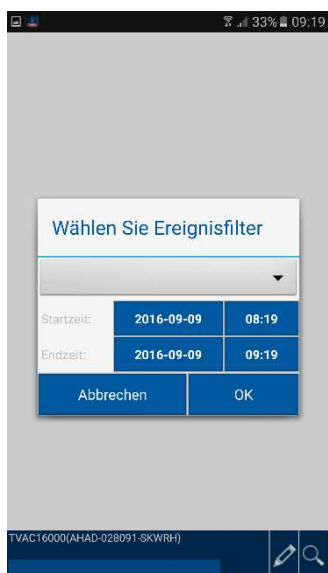 33% 09:19
Wählen Sie Ereignisfilter
Startzeit: 2016-09-09 08:19
Endzeit: 2016-09-09 09:19
Abbrechen OK
TVAC16000(AHAD-028091-SKWRH)